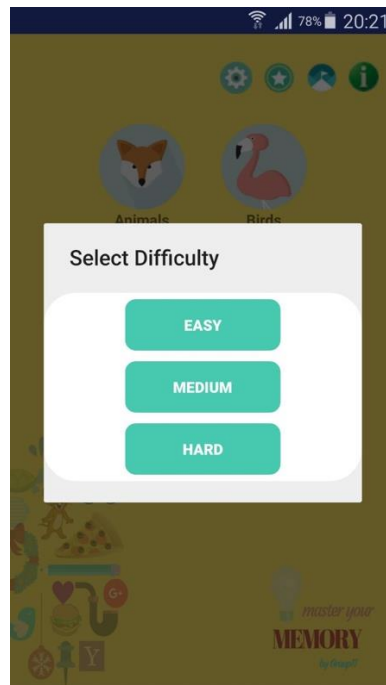 78% 20:21
Animals Birds
Select Difficulty
EASY
MEDIUM
HARD
G+
master your
MEMORY
Y